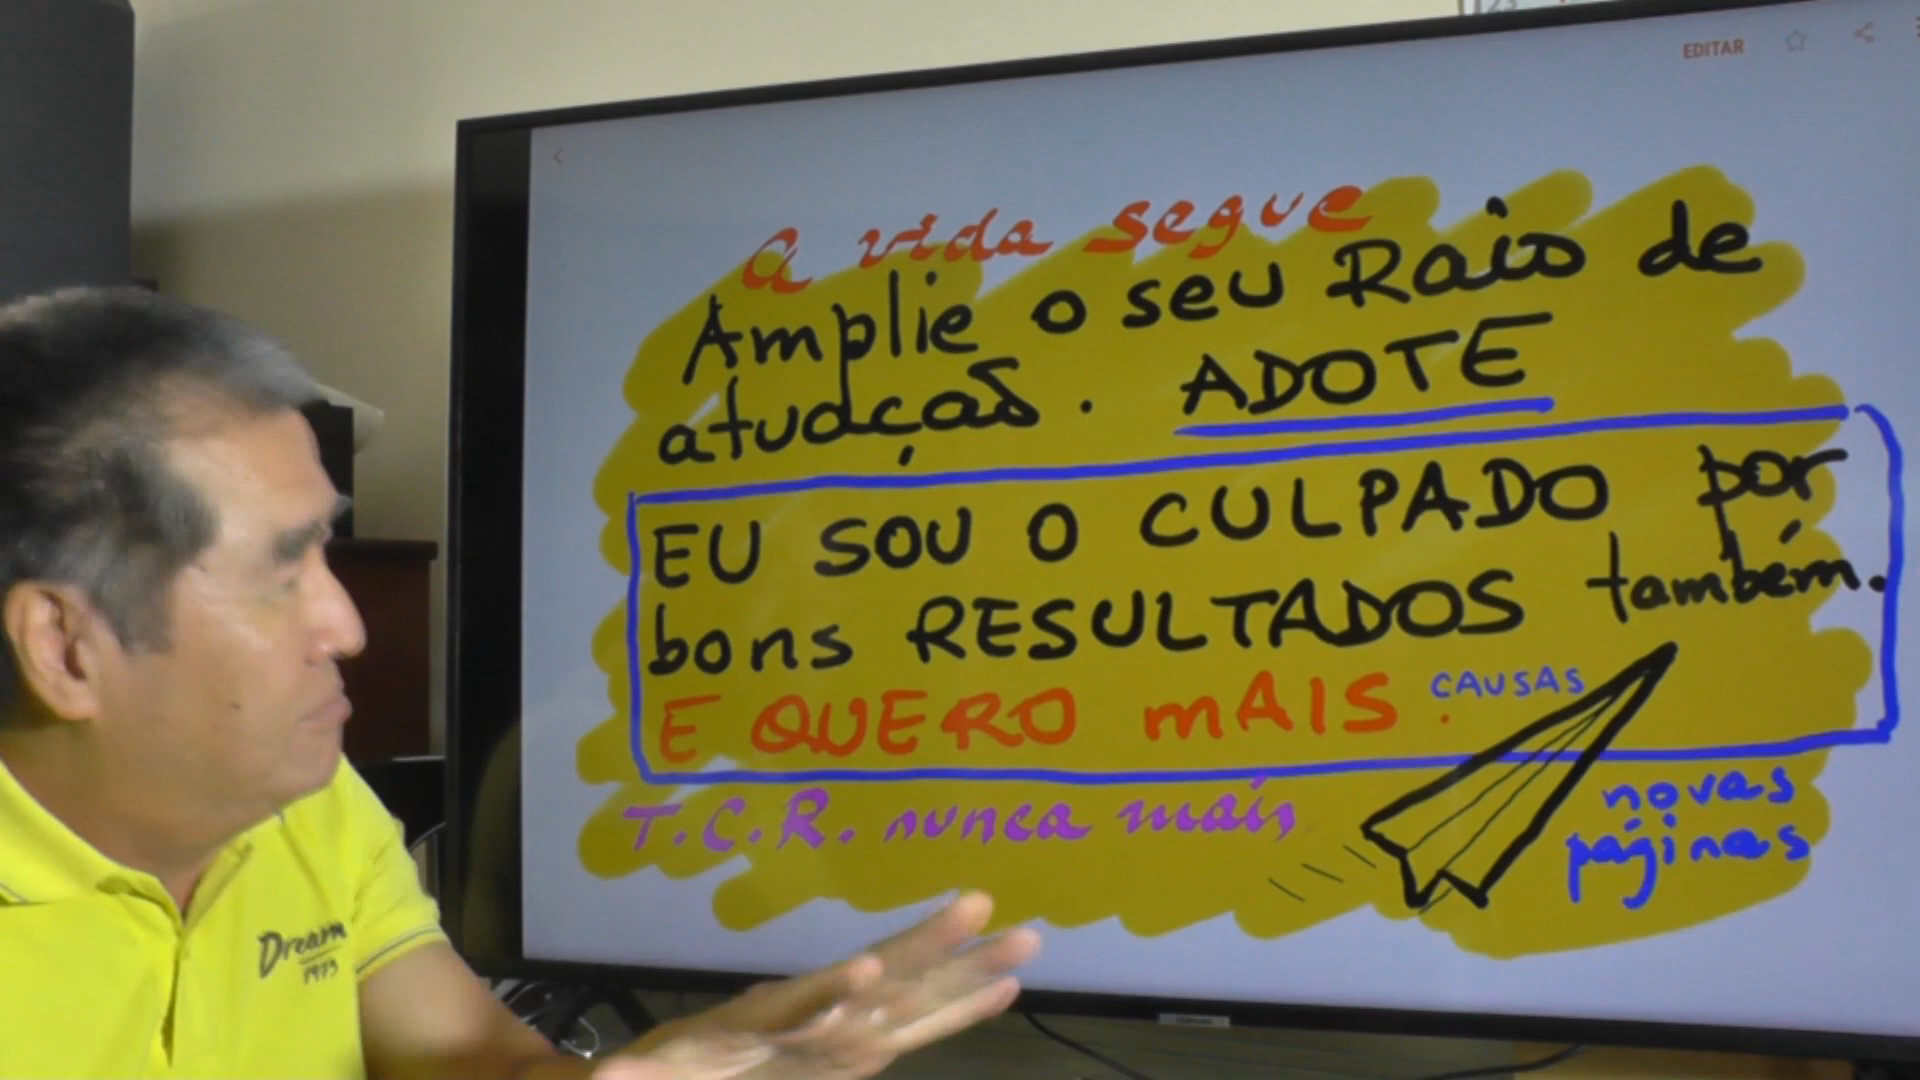 EDITAR
A vida segue
Amplie o seu Raio de
atuação. ADOTE
EU SOU O CULPADO por
bons RESULTADOS também.
E QUERO MAIS. CAUSAS
T.C.R. nunca mais
novas
páginas
Dream
1973